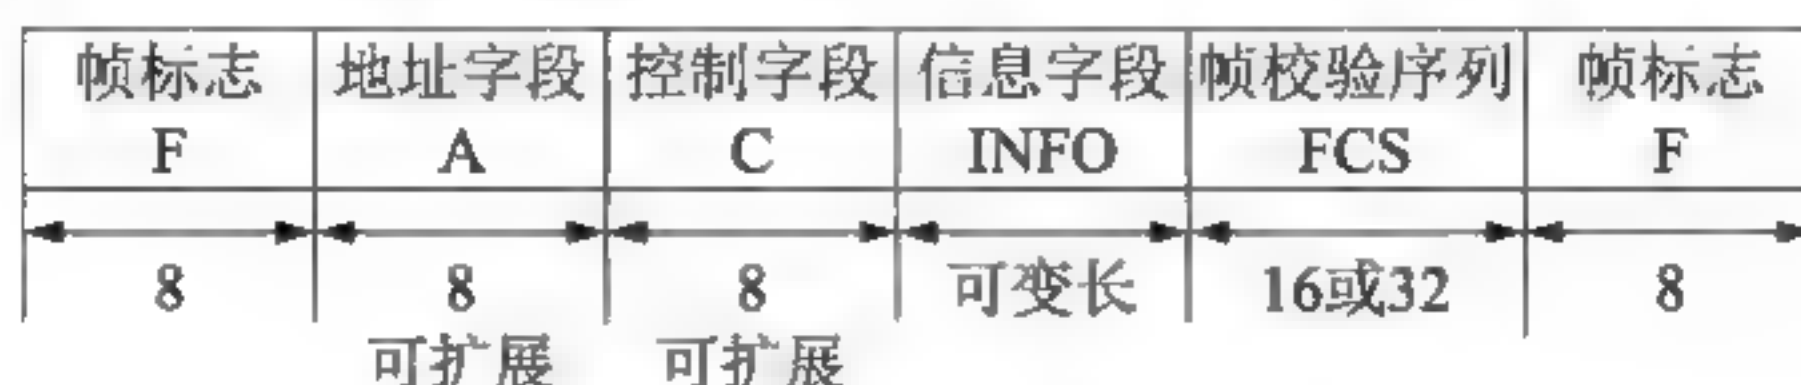 帧标志 地址字段 控制字段 信息字段 帧校验序列 帧标志
F A C INFO FCS F
8 8 8 可变长 16或32 8
可扩展 可扩展